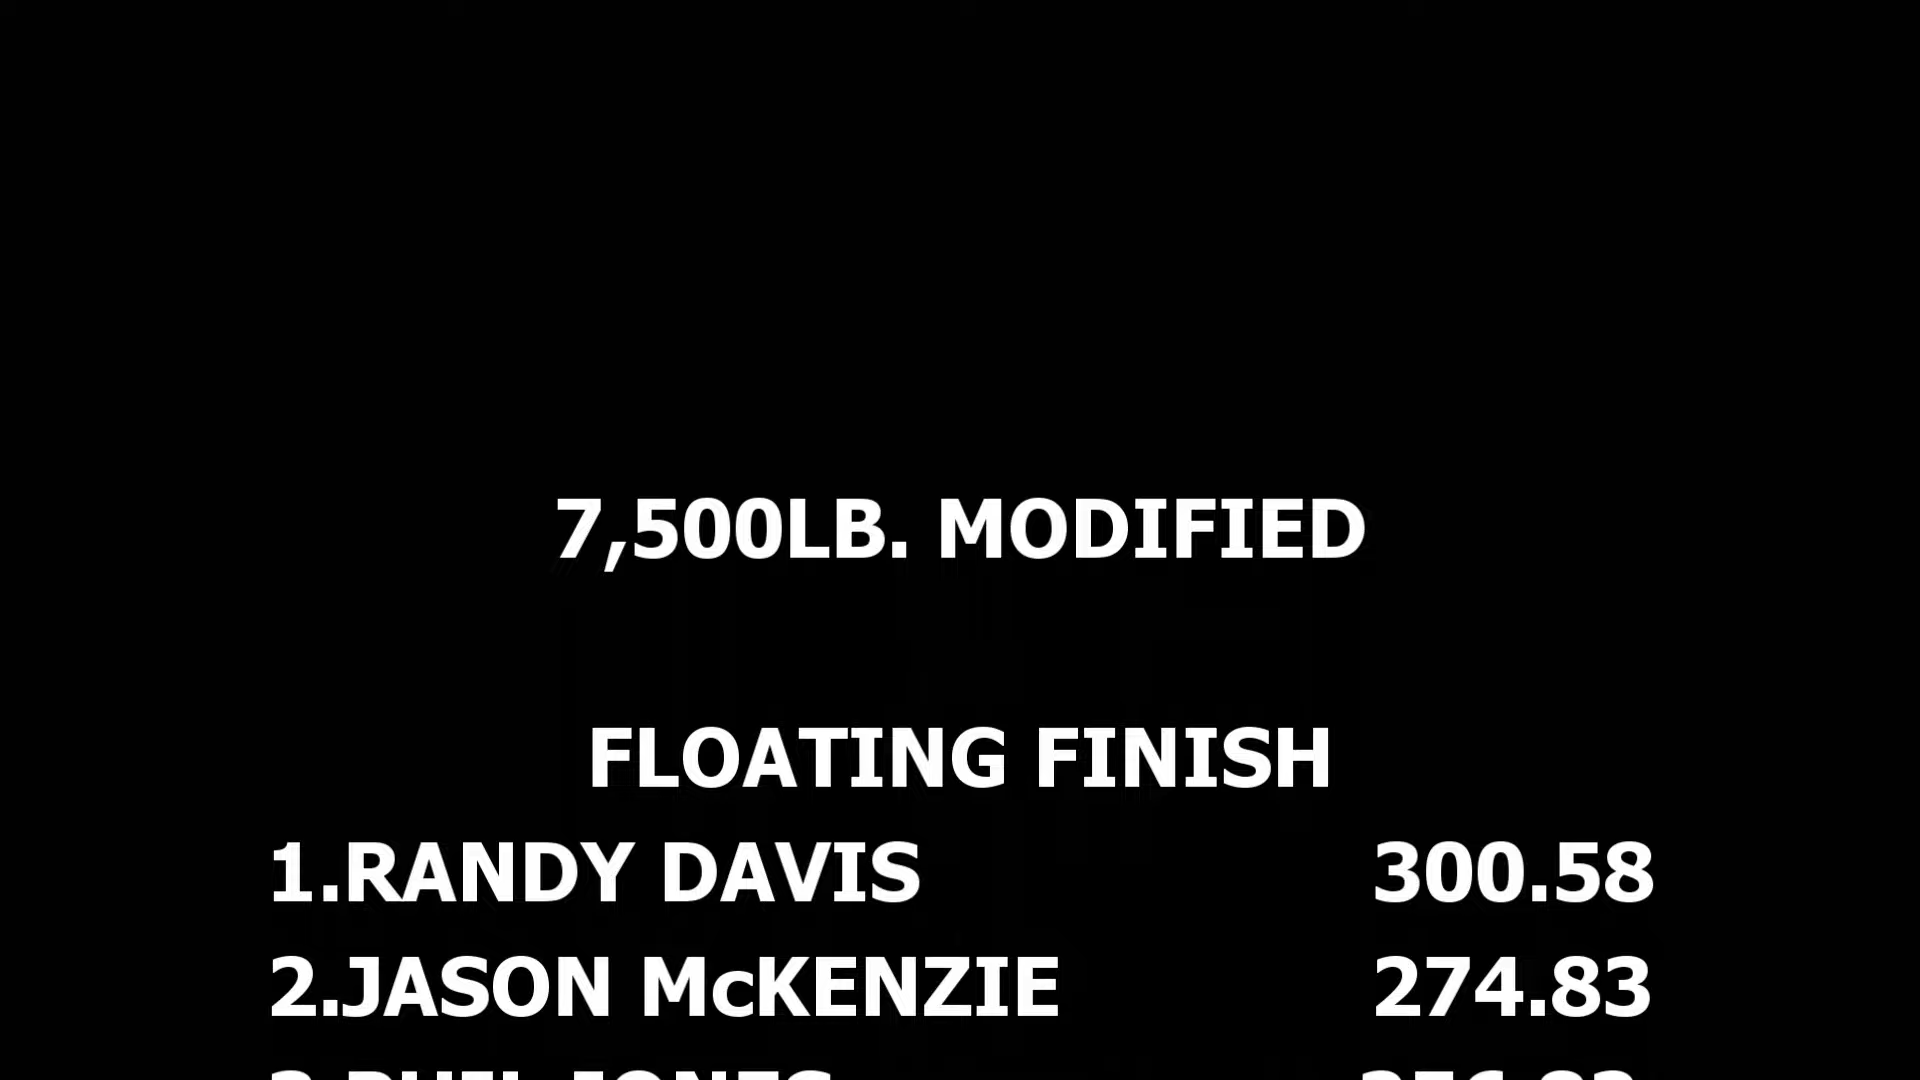 7,500LB. MODIFIED
FLOATING FINISH
1.RANDY DAVIS 300.58
2.JASON McKENZIE 274.83